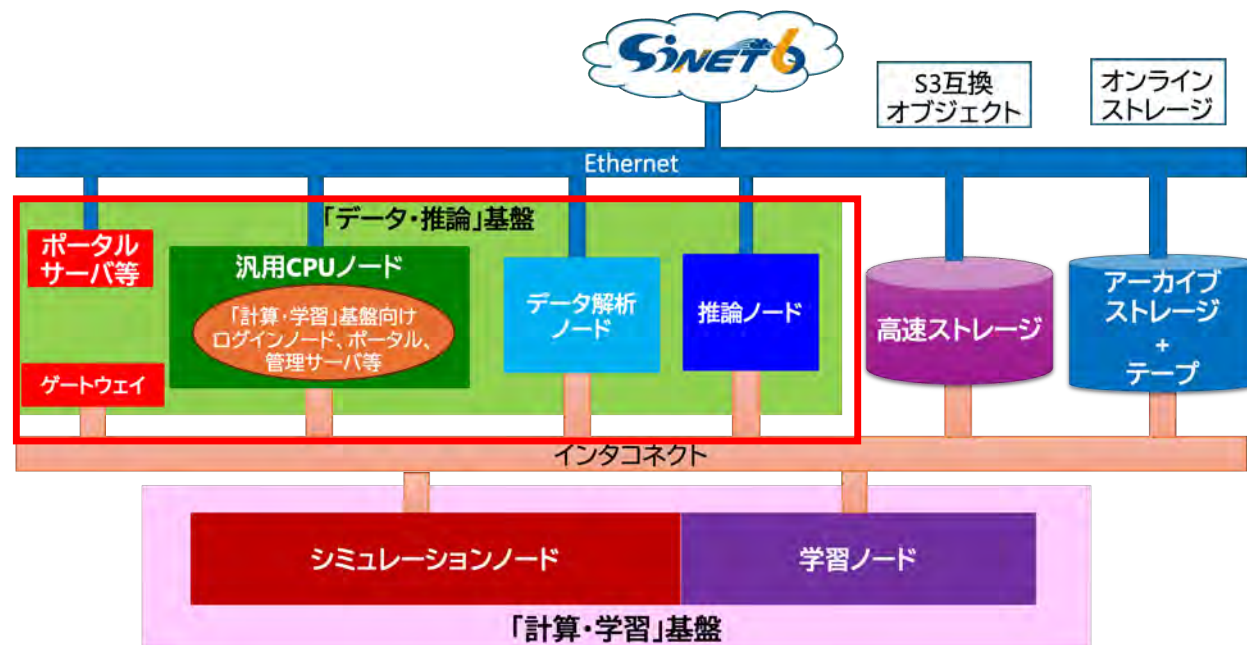 SINET6
S3互換
オブジェクト
オンライン
ストレージ
Ethernet
「データ・推論」基盤
ポータル
サーバ等
汎用CPUノード
「計算・学習」基盤向け
ログインノード、ポータル、
管理サーバ等
データ解析
ノード
推論ノード
高速ストレージ
アーカイブ
ストレージ
+
テープ
ゲートウェイ
インタコネクト
シミュレーションノード
学習ノード
「計算・学習」基盤